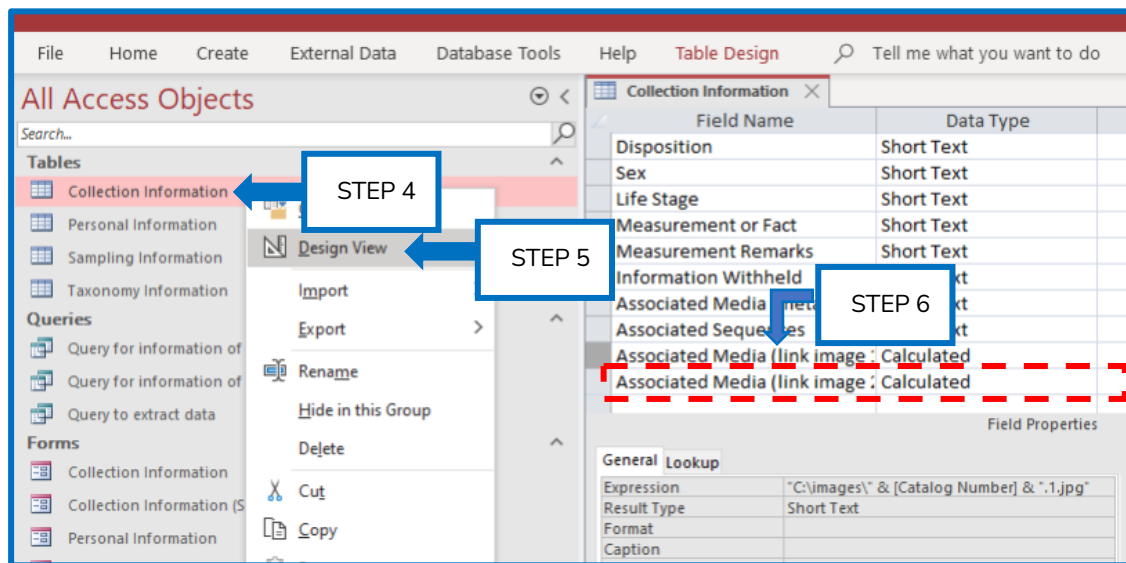 File Home Create External Data Database Tools Help Table Design Tell me what you want to do
All Access Objects
Search...
Tables
Collection Information
Personal Information
Sampling Information
Taxonomy Information
Queries
Query for information of
Query for information of
Query to extract data
Forms
Collection Information
Collection Information (S
Personal Information
STEP 4
Design View
STEP 5
Import
Export
Rename
Hide in this Group
Delete
Cut
Copy
Collection Information
Field Name Data Type
Disposition Short Text
Sex Short Text
Life Stage Short Text
Measurement or Fact Short Text
Measurement Remarks Short Text
Information Withheld
Associated Media
STEP 6
Associated Sequences
Associated Media (link image Calculated
Associated Media (link image 2 Calculated
Field Properties
General Lookup
Expression "C:\images\" & [Catalog Number] & ".1.jpg"
Result Type Short Text
Format
Caption